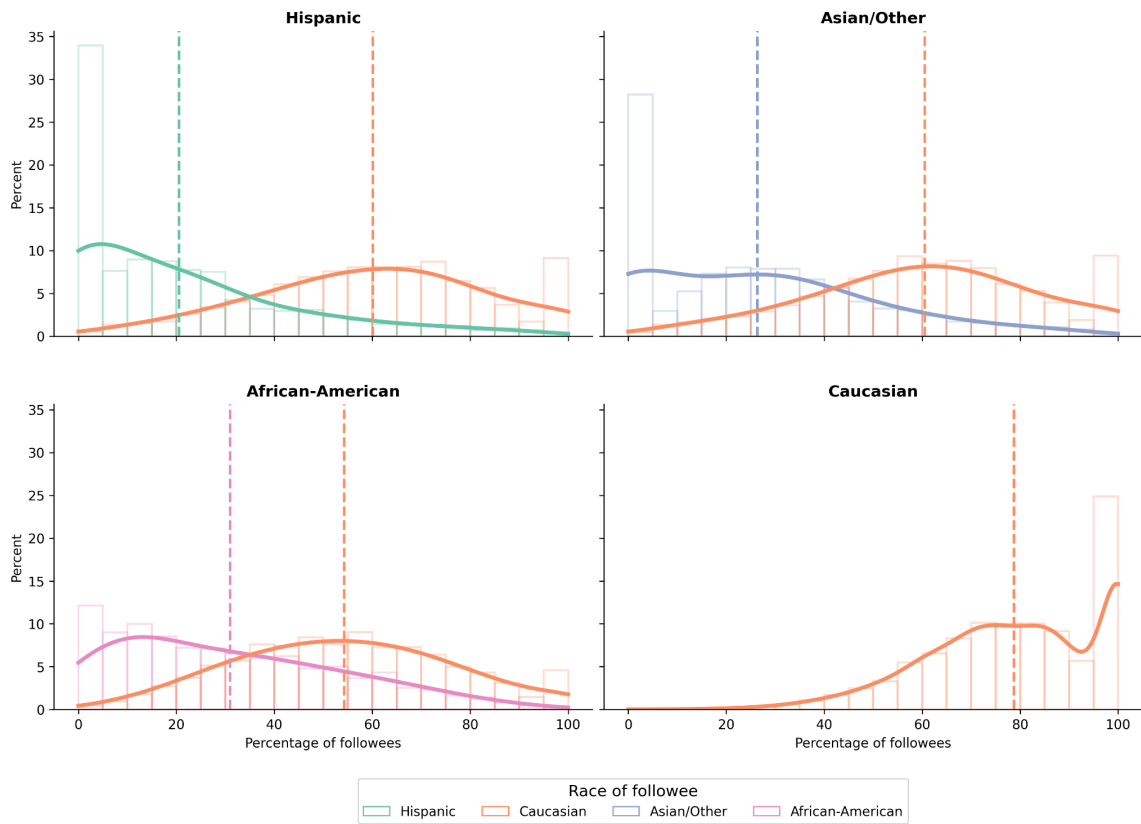 Hispanic
Asian/Other
35
30
25
20
15
10
5
0
Percent
African-American
Caucasian
35
30
25
20
15
10
5
0
Percent
0 20 40 60 80 100
0 20 40 60 80 100
Percentage of followees
Percentage of followees
Race of followee
Hispanic Caucasian Asian/Other African-American